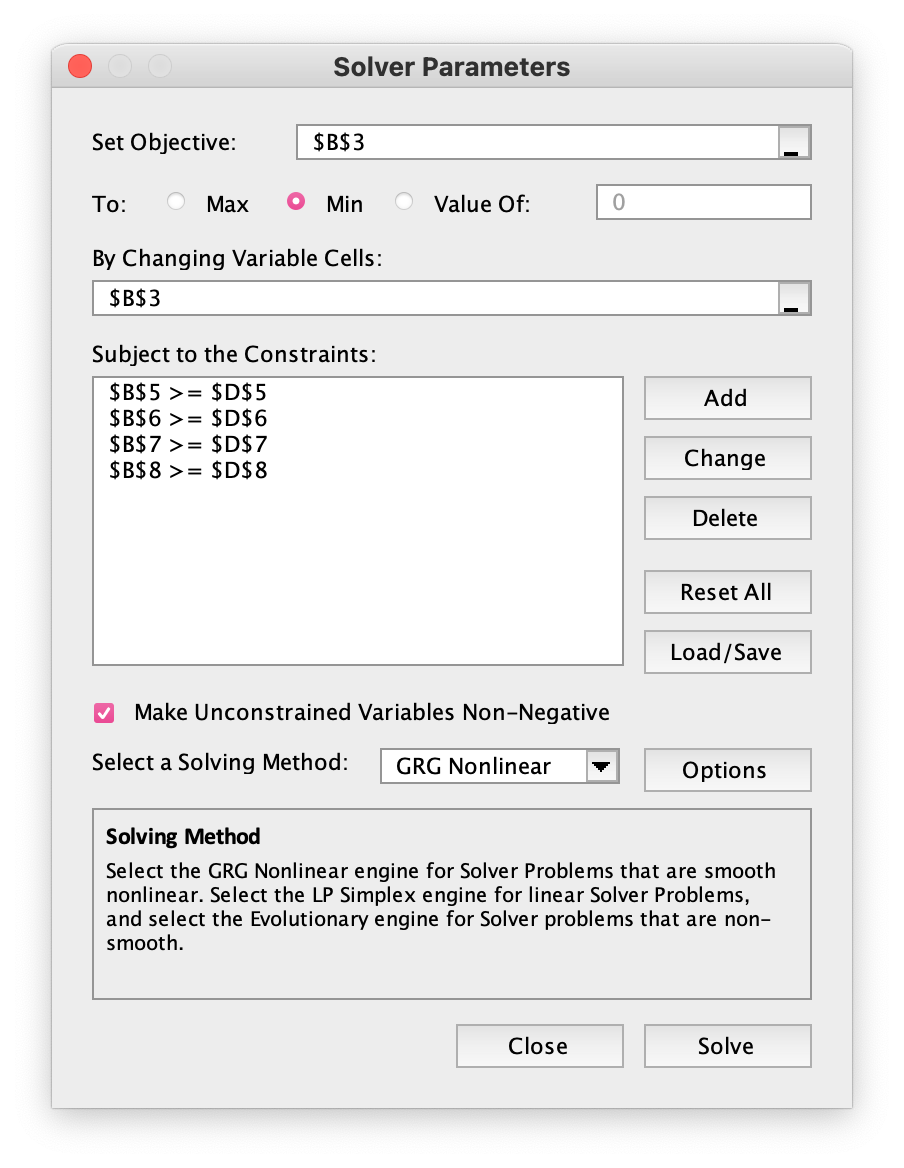 Solver Parameters
Set Objective: $B$3
To: Max Min Value Of: 0
By Changing Variable Cells:
$B$3
Subject to the Constraints:
$B$5 >= $D$5
$B$6 >= $D$6
$B$7 >= $D$7
$B$8 >= $D$8
Add
Change
Delete
Reset All
Load/Save
Make Unconstrained Variables Non-Negative
Select a Solving Method: GRG Nonlinear Options
Solving Method
Select the GRG Nonlinear engine for Solver Problems that are smooth
nonlinear. Select the LP Simplex engine for linear Solver Problems,
and select the Evolutionary engine for Solver problems that are non-
smooth.
Close Solve